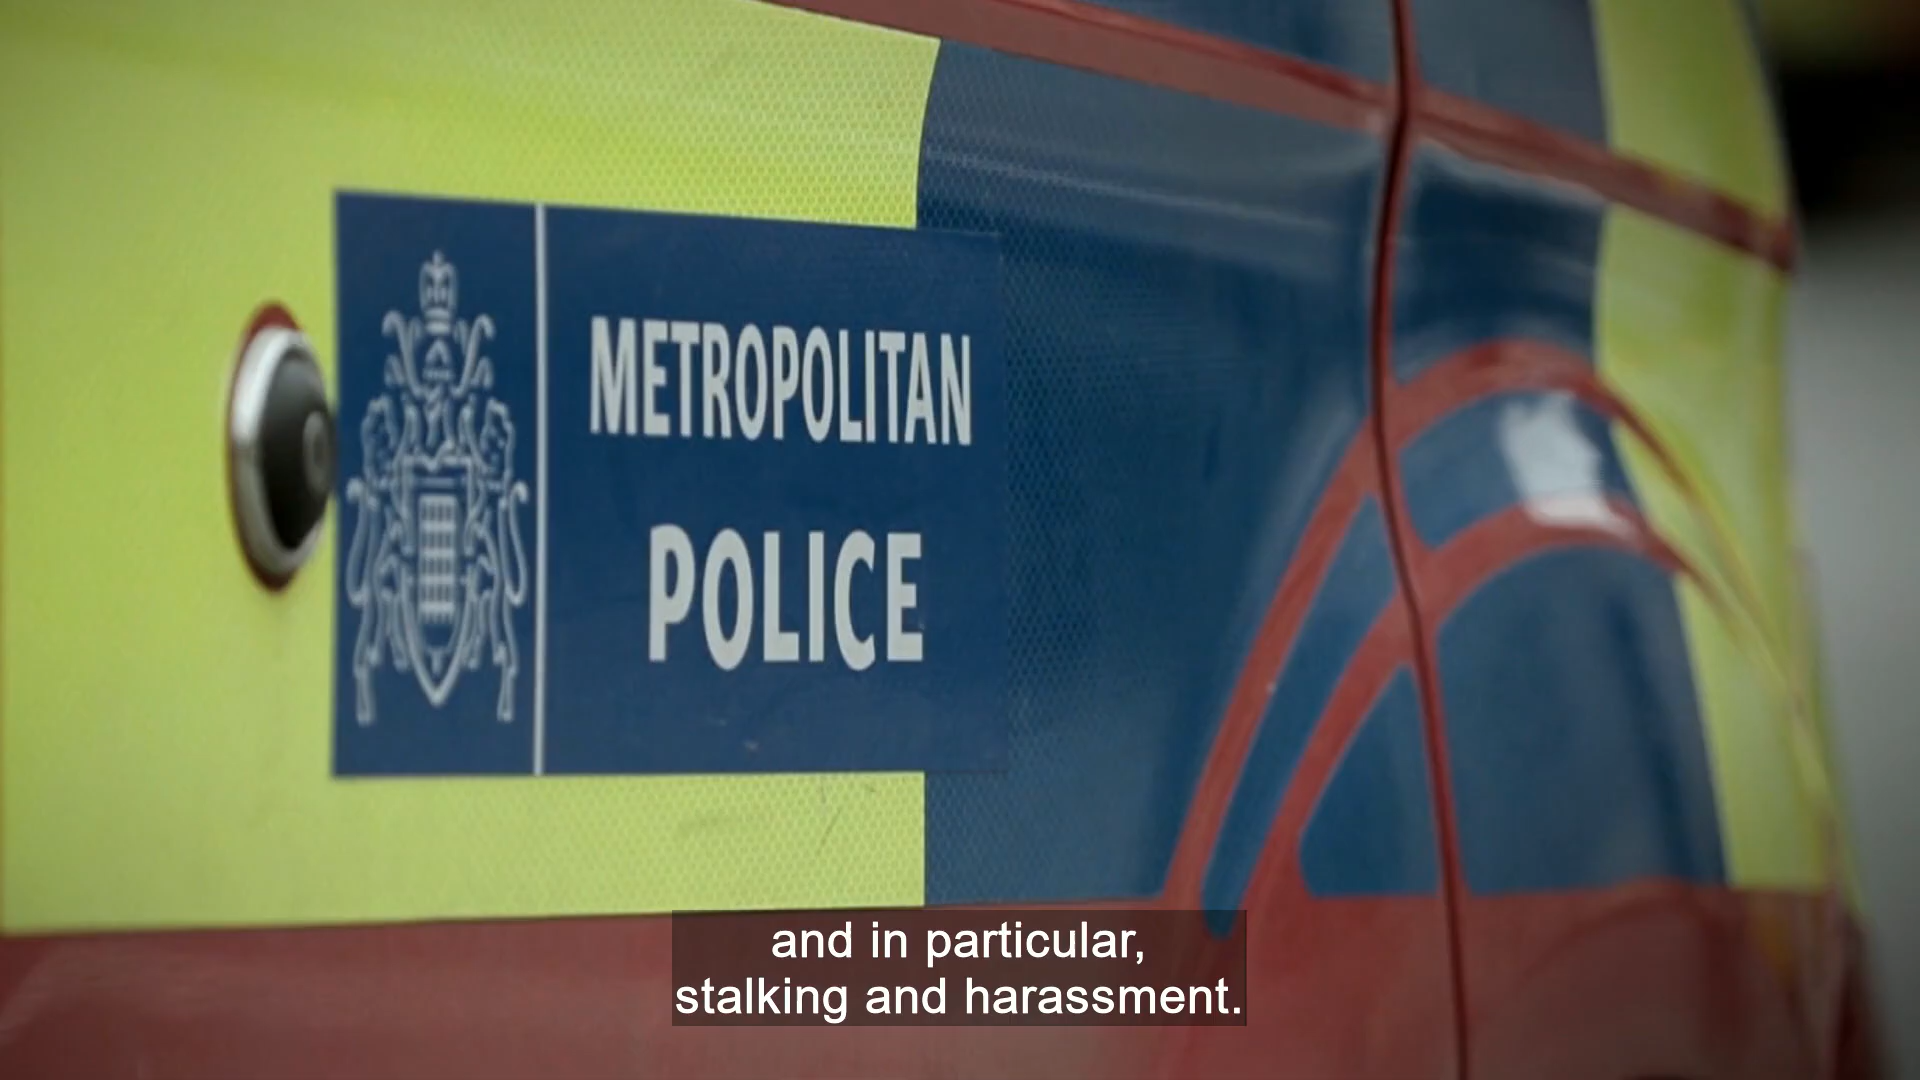 METROPOLITAN
POLICE
and in particular,
stalking and harassment.